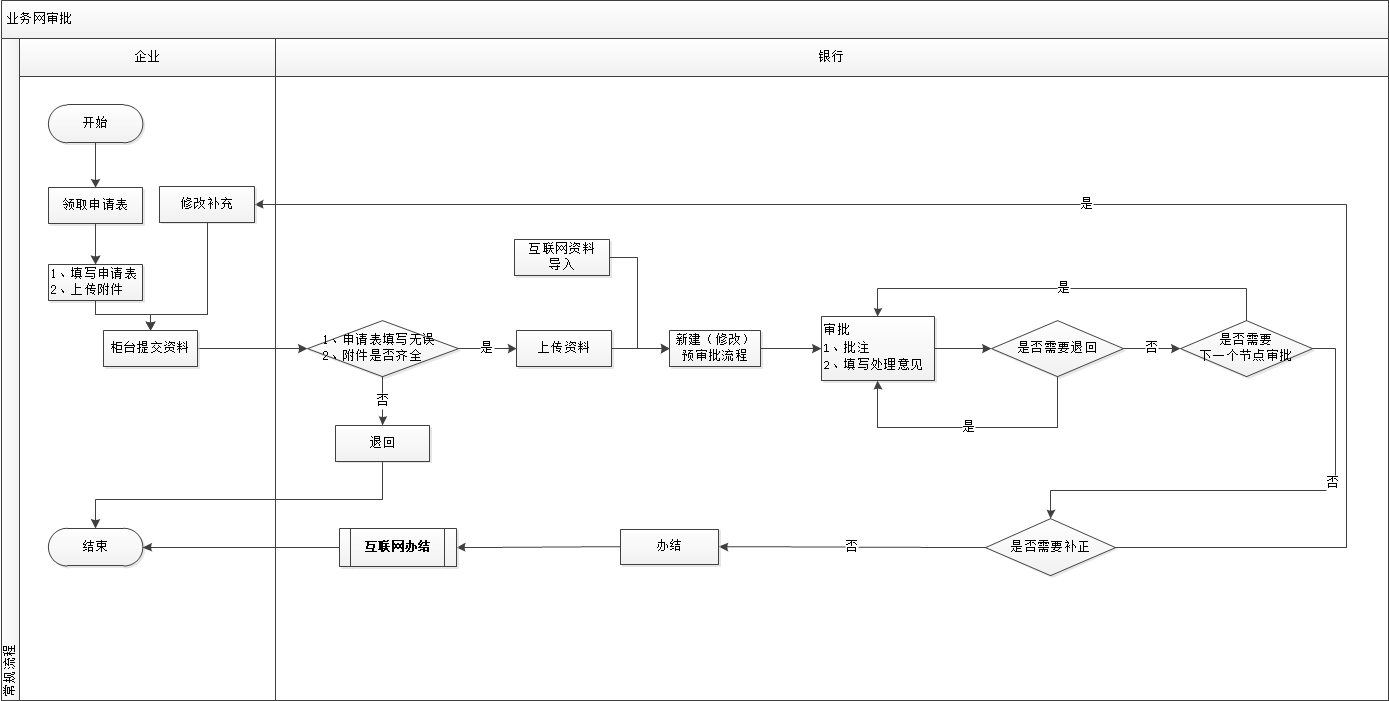 业务网审批
企业
银行
开始
领取申请表
修改补充
是
互联网资料
导入
1、填写申请表
2、上传附件
是
柜台提交资料
1、申请表填写无误
2、附件是否齐全
是
上传资料
新建（修改）
预审批流程
审批
1、批注
2、填写处理意见
是否需要退回
否
是否需要
下一个节点审批
否
是
退回
否
结束
互联网办结
办结
否
是否需要补正
常规流程